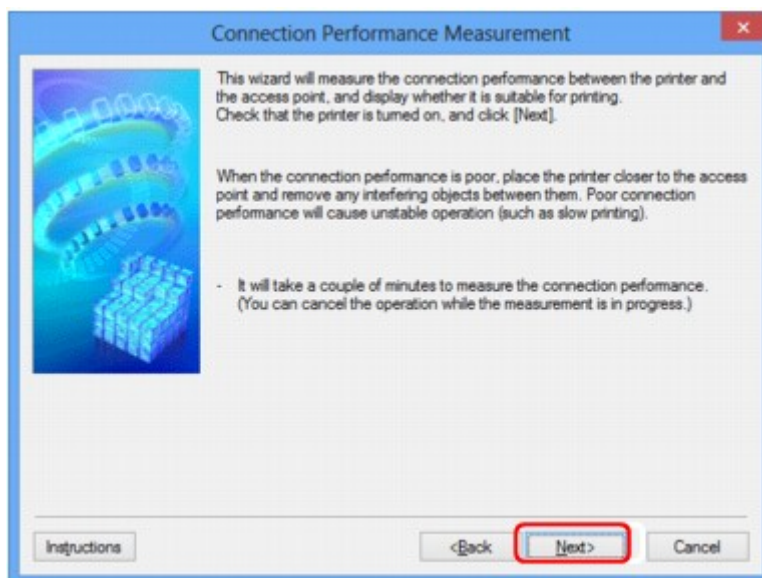 Connection Performance Measurement
This wizard will measure the connection performance between the printer and
the access point, and display whether it is suitable for printing.
Check that the printer is turned on, and click [Next].
When the connection performance is poor, place the printer closer to the access
point and remove any interfering objects between them. Poor connection
performance will cause unstable operation (such as slow printing).
- It will take a couple of minutes to measure the connection performance.
(You can cancel the operation while the measurement is in progress.)
Instructions
<Back
Next>
Cancel